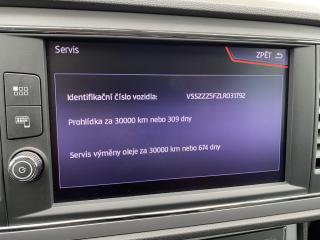 Servis
ZPĚT
Identifikační číslo vozidla: VSSZZZ5FZLR031792
Prohlídka za 30000 km nebo 309 dny
Servis výměny oleje za 30000 km nebo 674 dny